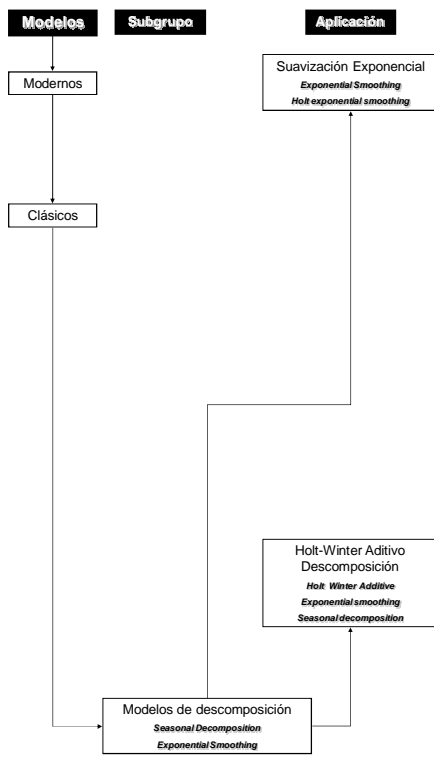 Modelos
Subgrupo
Aplicación
Modernos
Suavización Exponencial
Exponential Smoothing
Holt exponential smoothing
Clásicos
Holt-Winter Aditivo
Descomposición
Holt Winter Additive
Exponential smoothing
Seasonal decomposition
Modelos de descomposición
Seasonal Decomposition
Exponential Smoothing